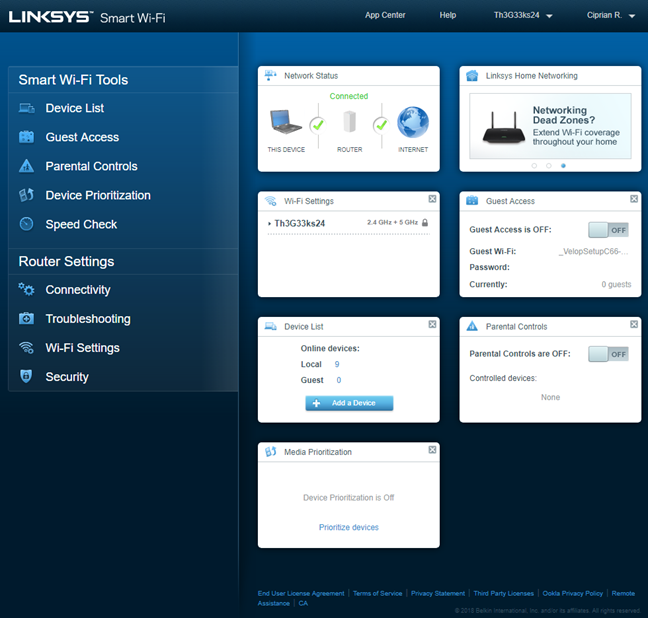 LINKSYS™ Smart Wi-Fi
App Center
Help
Th3G33ks24
Ciprian R.
Smart Wi-Fi Tools
Device List
Guest Access
Parental Controls
Device Prioritization
Speed Check
Router Settings
Connectivity
Troubleshooting
Wi-Fi Settings
Security
Network Status
Connected
THIS DEVICE
ROUTER
INTERNET
Linksys Home Networking
Networking
Dead Zones?
Extend Wi-Fi coverage
throughout your home
Wi-Fi Settings
Th3G33ks24 2.4 GHz + 5 GHz
Guest Access
Guest Access is OFF: OFF
Guest Wi-Fi: _VelopSetupC66-...
Password:
Currently: 0 guests
Device List
Online devices:
Local 9
Guest 0
+ Add a Device
Parental Controls
Parental Controls are OFF: OFF
Controlled devices:
None
Media Prioritization
Device Prioritization is Off
Prioritize devices
End User License Agreement | Terms of Service | Privacy Statement | Third Party Licenses | Ookla Privacy Policy | Remote
Assistance | CA
© 2015 Belkin International, Inc. and/or its affiliates. All rights reserved.